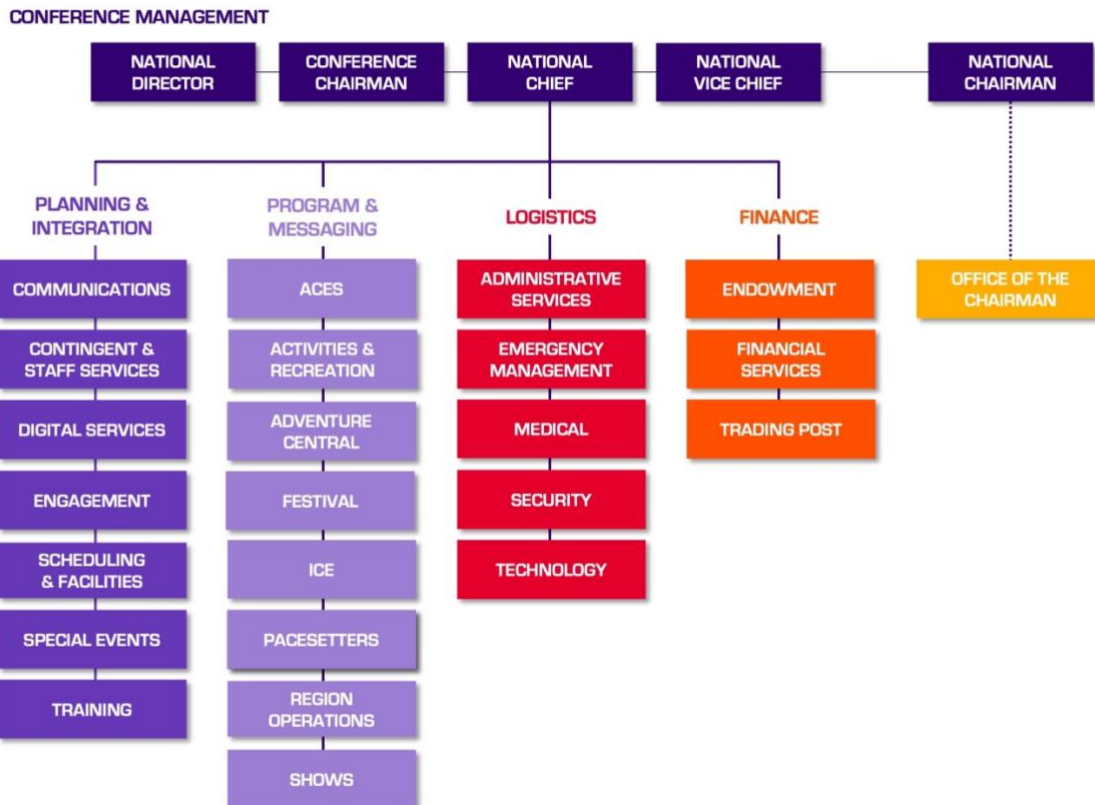 CONFERENCE MANAGEMENT
NATIONAL
DIRECTOR
CONFERENCE
CHAIRMAN
NATIONAL
CHIEF
NATIONAL
VICE CHIEF
NATIONAL
CHAIRMAN
PLANNING &
INTEGRATION
COMMUNICATIONS
CONTINGENT &
STAFF SERVICES
DIGITAL SERVICES
ENGAGEMENT
SCHEDULING
& FACILITIES
SPECIAL EVENTS
TRAINING
PROGRAM &
MESSAGING
ACES
ACTIVITIES &
RECREATION
ADVENTURE
CENTRAL
FESTIVAL
ICE
PACESETTERS
REGION
OPERATIONS
SHOWS
LOGISTICS
ADMINISTRATIVE
SERVICES
EMERGENCY
MANAGEMENT
MEDICAL
SECURITY
TECHNOLOGY
FINANCE
ENDOWMENT
FINANCIAL
SERVICES
TRADING POST
OFFICE OF THE
CHAIRMAN